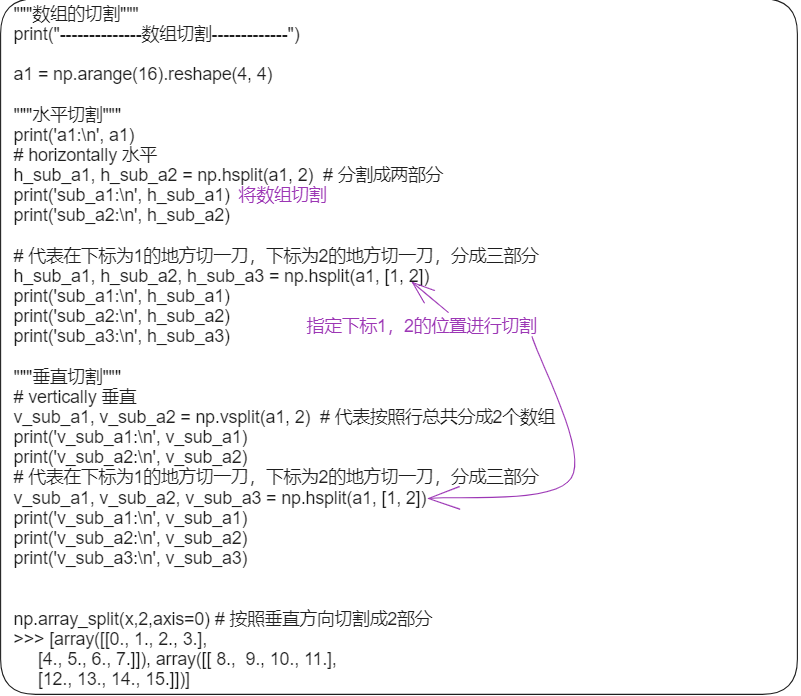 """数组的切割"""
print("--------------数组切割-------------")
a1 = np.arange(16).reshape(4, 4)
"""水平切割"""
print('a1:\n', a1)
# horizontally 水平
h_sub_a1, h_sub_a2 = np.hsplit(a1, 2)  # 分割成两部分
print('sub_a1:\n', h_sub_a1) 将数组切割
print('sub_a2:\n', h_sub_a2)
# 代表在下标为1的地方切一刀，下标为2的地方切一刀，分成三部分
h_sub_a1, h_sub_a2, h_sub_a3 = np.hsplit(a1, [1, 2])
print('sub_a1:\n', h_sub_a1)
print('sub_a2:\n', h_sub_a2)
指定下标1，2的位置进行切割
print('sub_a3:\n', h_sub_a3)
"""垂直切割"""
# vertically 垂直
v_sub_a1, v_sub_a2 = np.vsplit(a1, 2)  # 代表按照行总共分成2个数组
print('v_sub_a1:\n', v_sub_a1)
print('v_sub_a2:\n', v_sub_a2)
# 代表在下标为1的地方切一刀，下标为2的地方切一刀，分成三部分
v_sub_a1, v_sub_a2, v_sub_a3 = np.hsplit(a1, [1, 2])
print('v_sub_a1:\n', v_sub_a1)
print('v_sub_a2:\n', v_sub_a2)
print('v_sub_a3:\n', v_sub_a3)
np.array_split(x,2,axis=0) # 按照垂直方向切割成2部分
>>> [array([[0., 1., 2., 3.],
[4., 5., 6., 7.]]), array([[ 8.,  9., 10., 11.],
[12., 13., 14., 15.]])]